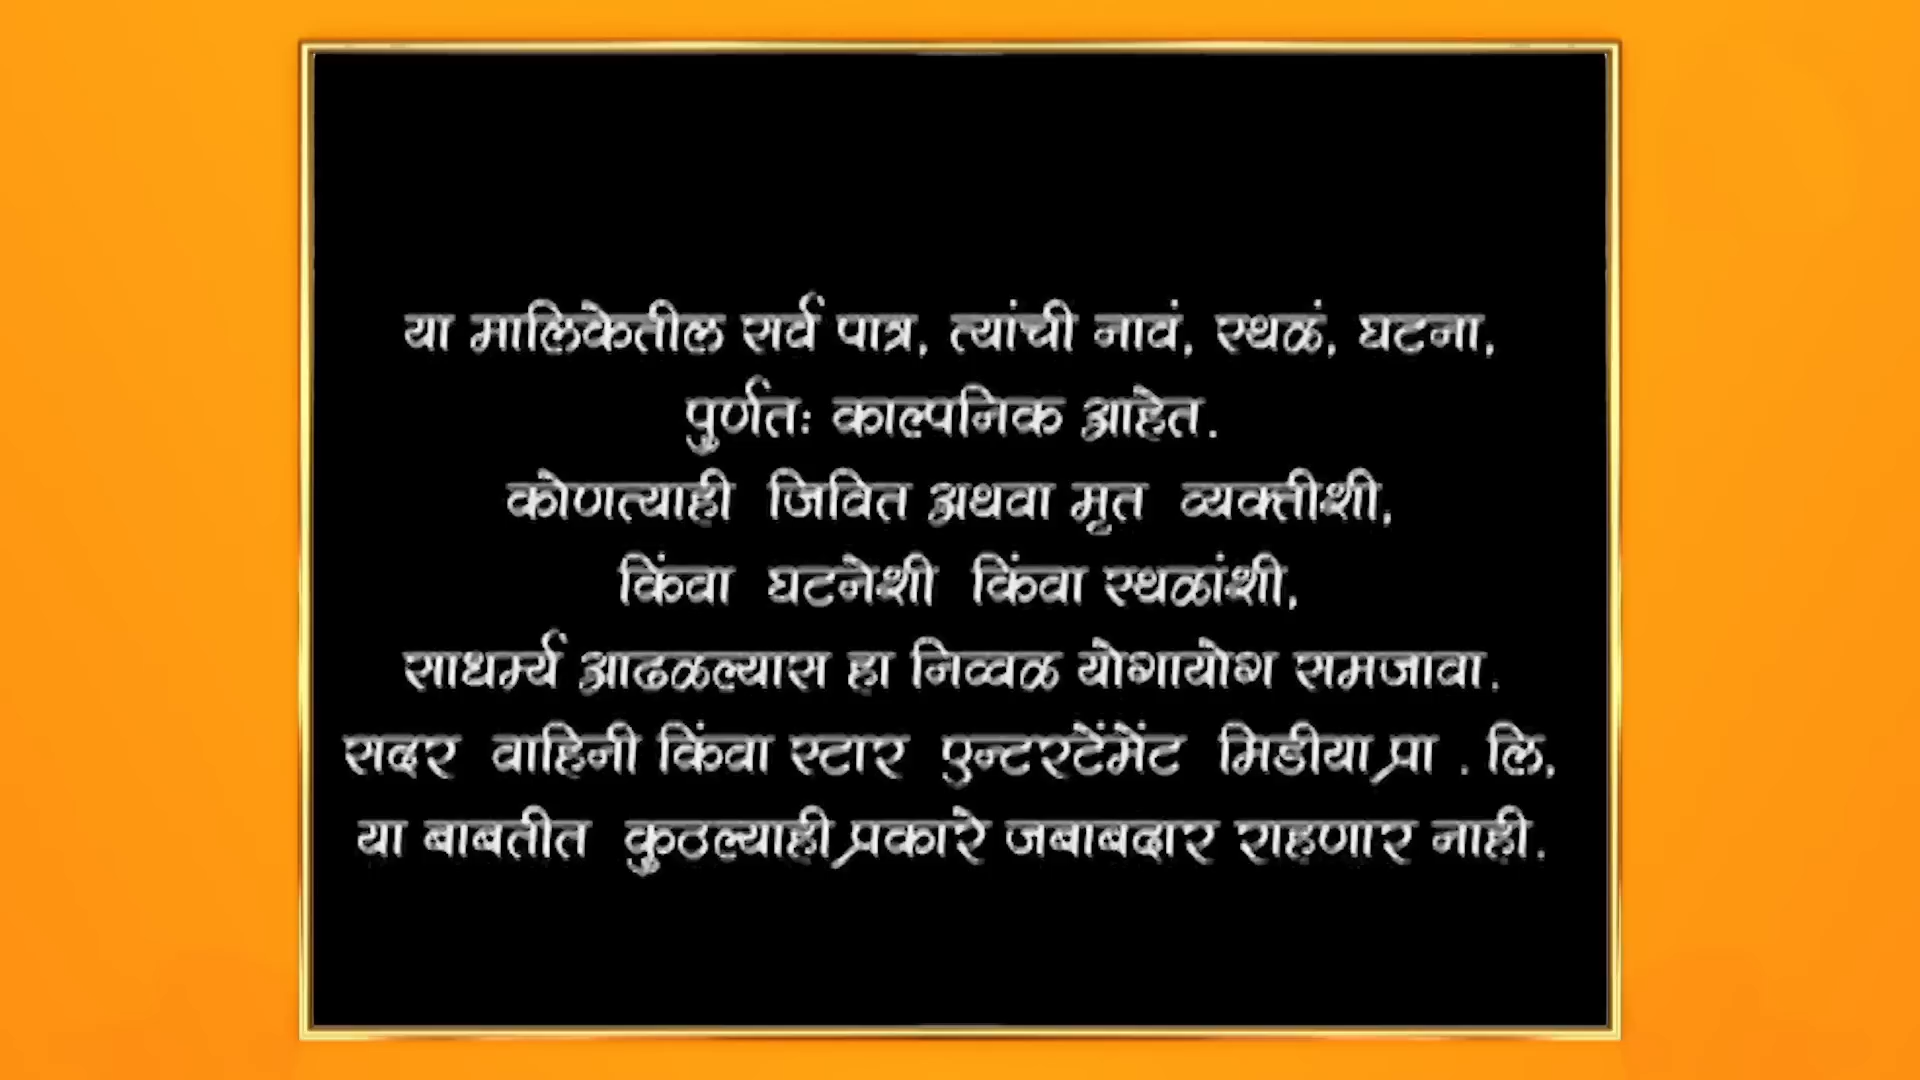 या मालिकेतील सर्व पात्र, त्यांची नावं, स्थळं, घटना,
पुर्णतः काल्पनिक आहेत.
कोणत्याही जिवित अथवा मृत व्यक्तीशी,
किंवा घटनेशी किंवा स्थळांशी,
साधर्म्य आढळल्यास हा निव्वळ योगायोग समजावा.
सदर वाहिनी किंवा स्टार एन्टरटेंमेंट मिडीया प्रा . लि.
या बाबतीत कुठल्याही प्रकारे जबाबदार राहणार नाही.